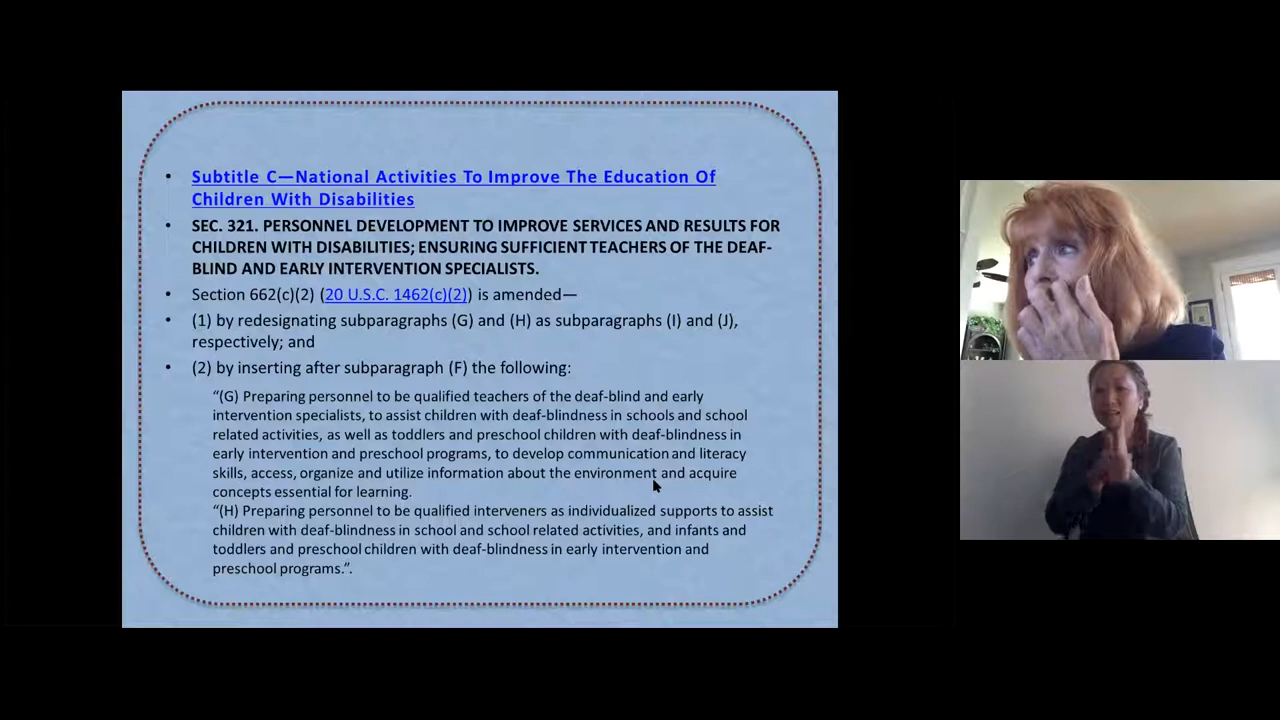 Subtitle C—National Activities To Improve The Education Of
Children With Disabilities
SEC. 321. PERSONNEL DEVELOPMENT TO IMPROVE SERVICES AND RESULTS FOR
CHILDREN WITH DISABILITIES; ENSURING SUFFICIENT TEACHERS OF THE DEAF-
BLIND AND EARLY INTERVENTION SPECIALISTS.
Section 662(c)(2) (20 U.S.C. 1462(c)(2)) is amended—
(1) by redesignating subparagraphs (G) and (H) as subparagraphs (I) and (J),
respectively; and
(2) by inserting after subparagraph (F) the following:
“(G) Preparing personnel to be qualified teachers of the deaf-blind and early
intervention specialists, to assist children with deaf-blindness in schools and school
related activities, as well as toddlers and preschool children with deaf-blindness in
early intervention and preschool programs, to develop communication and literacy
skills, access, organize and utilize information about the environment and acquire
concepts essential for learning.
“(H) Preparing personnel to be qualified interveners as individualized supports to assist
children with deaf-blindness in school and school related activities, and infants and
toddlers and preschool children with deaf-blindness in early intervention and
preschool programs.”.